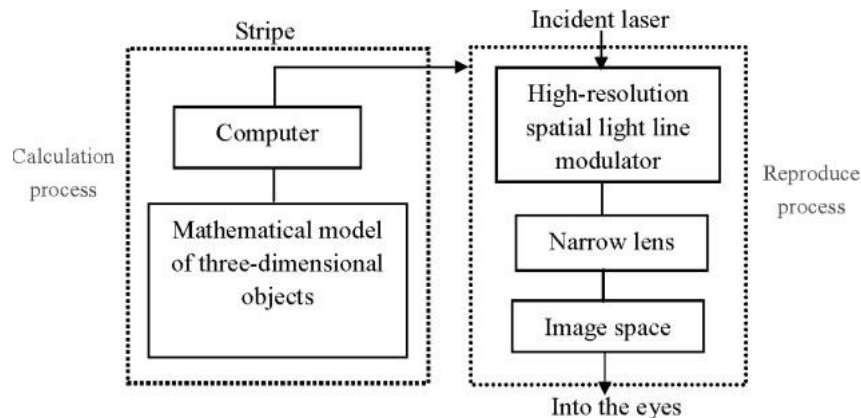 Stripe
Computer
Calculation
process
Mathematical model
of three-dimensional
objects
Incident laser
High-resolution
spatial light line
modulator
Reproduce
process
Narrow lens
Image space
Into the eyes